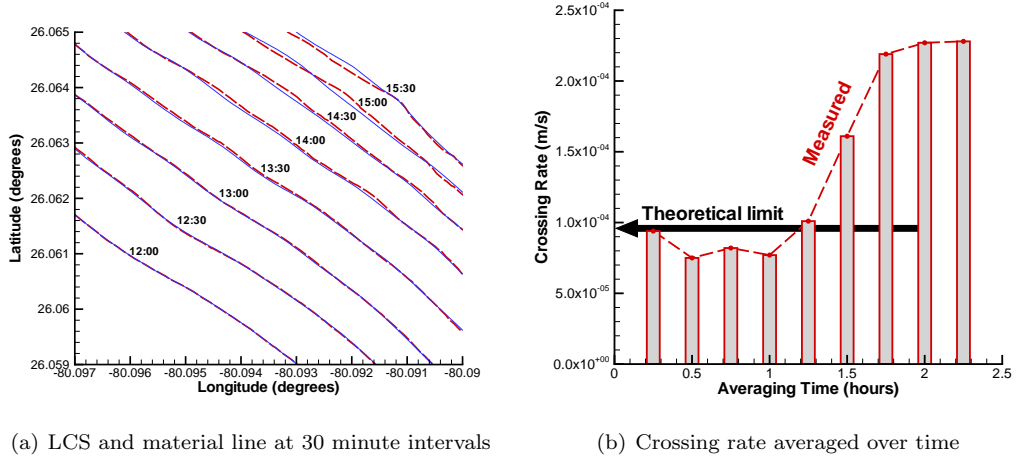 26.065
26.064
26.063
26.062
26.061
26.06
26.059
Latitude (degrees)
-80.097 -80.096 -80.095 -80.094 -80.093 -80.092 -80.091 -80.09
Longitude (degrees)
15:30
15:00
14:30
14:00
13:30
13:00
12:30
12:00
(a) LCS and material line at 30 minute intervals
2.5x10-04
2.0x10-04
1.5x10-04
1.0x10-04
5.0x10-05
0.0x10+00
Crossing Rate (m/s)
0 0.5 1 1.5 2 2.5
Averaging Time (hours)
Measured
Theoretical limit
(b) Crossing rate averaged over time